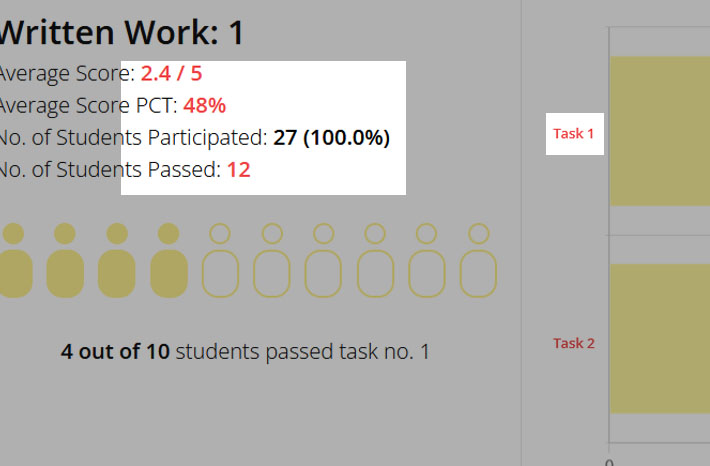 Written Work: 1
Average Score: 2.4 / 5
Average Score PCT: 48%
No. of Students Participated: 27 (100.0%)
No. of Students Passed: 12
4 out of 10 students passed task no. 1
Task 1
Task 2
0